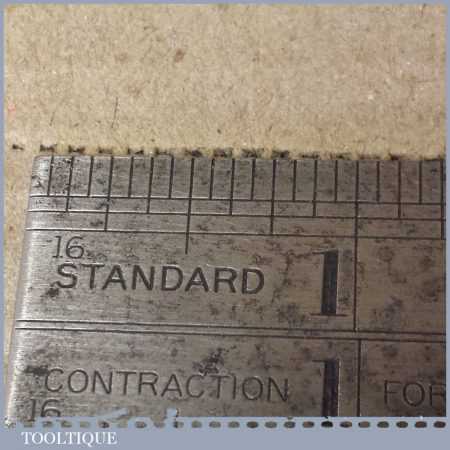 16
STANDARD 1
CONTRACTION 1 FOR
16
TOOLTIQUE